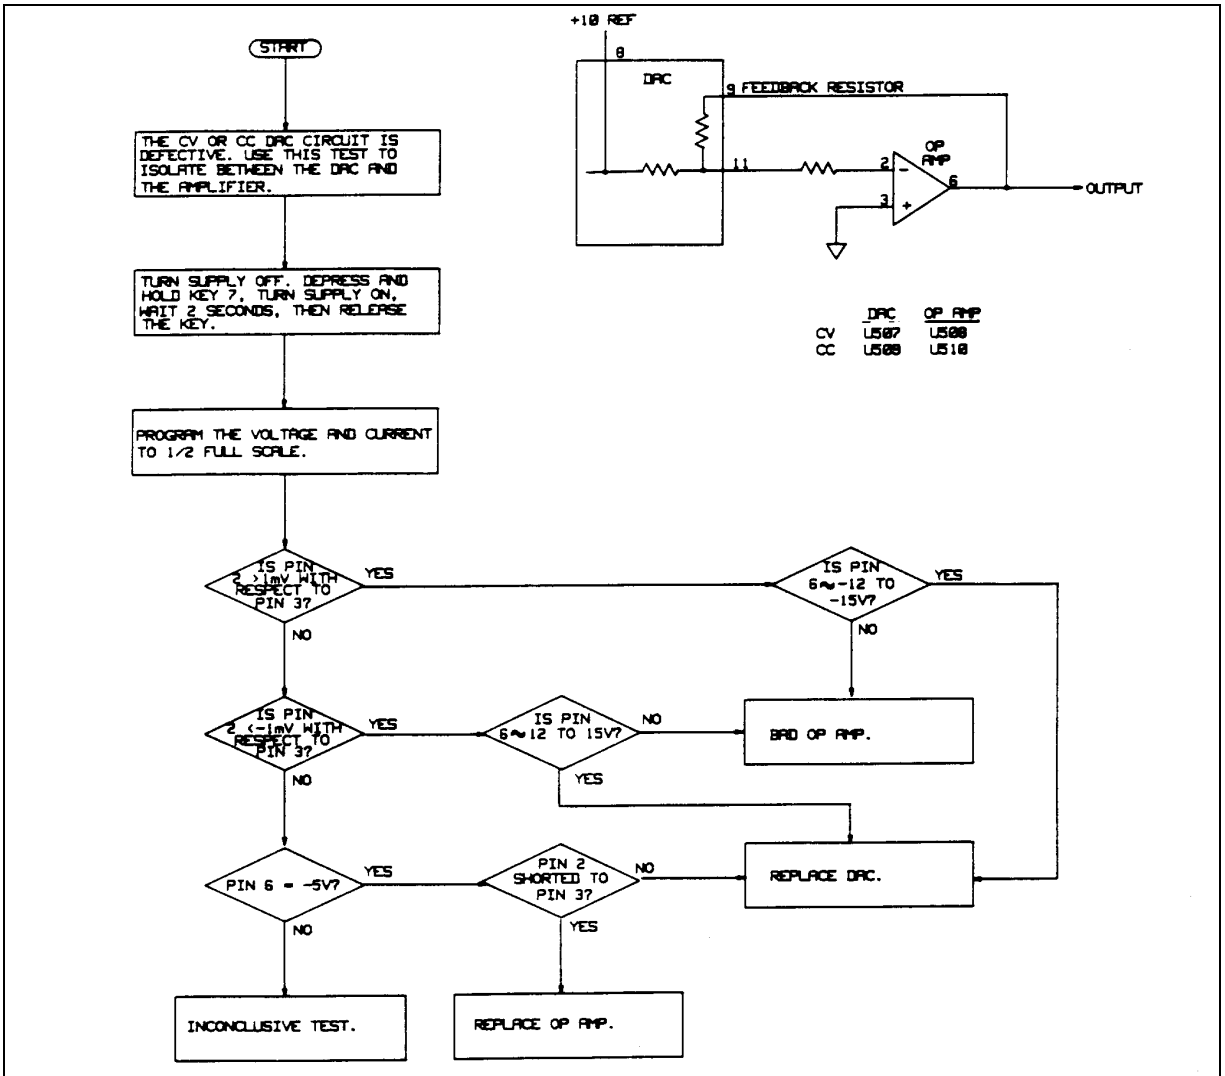 START
THE CV OR CC DAC CIRCUIT IS
DEFECTIVE. USE THIS TEST TO
ISOLATE BETWEEN THE DAC AND
THE AMPLIFIER.
TURN SUPPLY OFF. DEPRESS AND
HOLD KEY 7, TURN SUPPLY ON,
WAIT 2 SECONDS, THEN RELEASE
THE KEY.
PROGRAM THE VOLTAGE AND CURRENT
TO 1/2 FULL SCALE.
+10 REF
8
DAC
9 FEEDBACK RESISTOR
11
OP
AMP
2
-
3
+
6
OUTPUT
DAC OP AMP
CV U507 U508
CC U509 U510
IS PIN
2 >1mV WITH
RESPECT TO
PIN 3?
YES
NO
IS PIN
6 ~ -12 TO
-15V?
YES
NO
IS PIN
2 <-1mV WITH
RESPECT TO
PIN 3?
YES
NO
IS PIN
6 ~ 12 TO 15V?
NO
YES
BAD OP AMP.
PIN 6 = -5V?
YES
NO
PIN 2
SHORTED TO
PIN 3?
NO
YES
REPLACE DAC.
INCONCLUSIVE TEST.
REPLACE OP AMP.